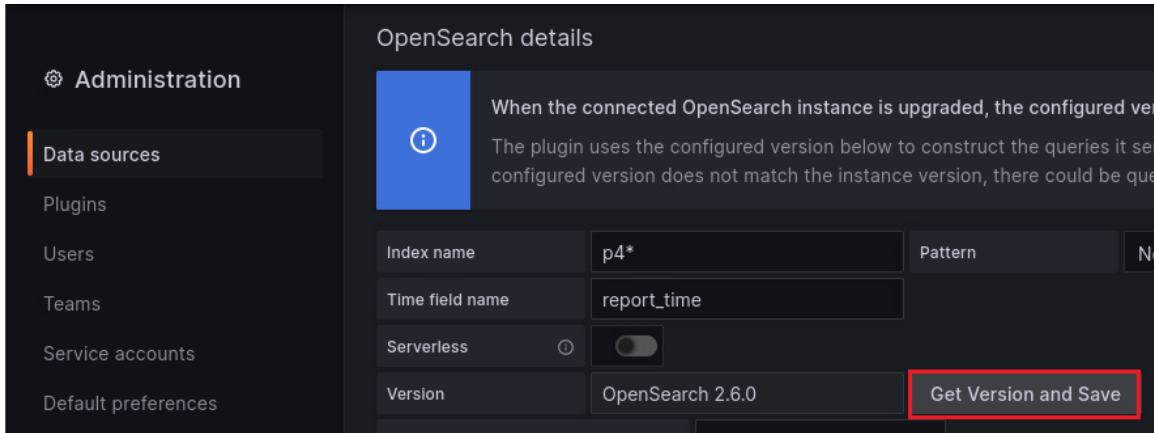 OpenSearch details
Administration
When the connected OpenSearch instance is upgraded, the configured
The plugin uses the configured version below to construct the queries it
configured version does not match the instance version, there could be
Data sources
Plugins
Users
Teams
Service accounts
Default preferences
Index name p4* Pattern
Time field name report_time
Serverless
Version OpenSearch 2.6.0 Get Version and Save